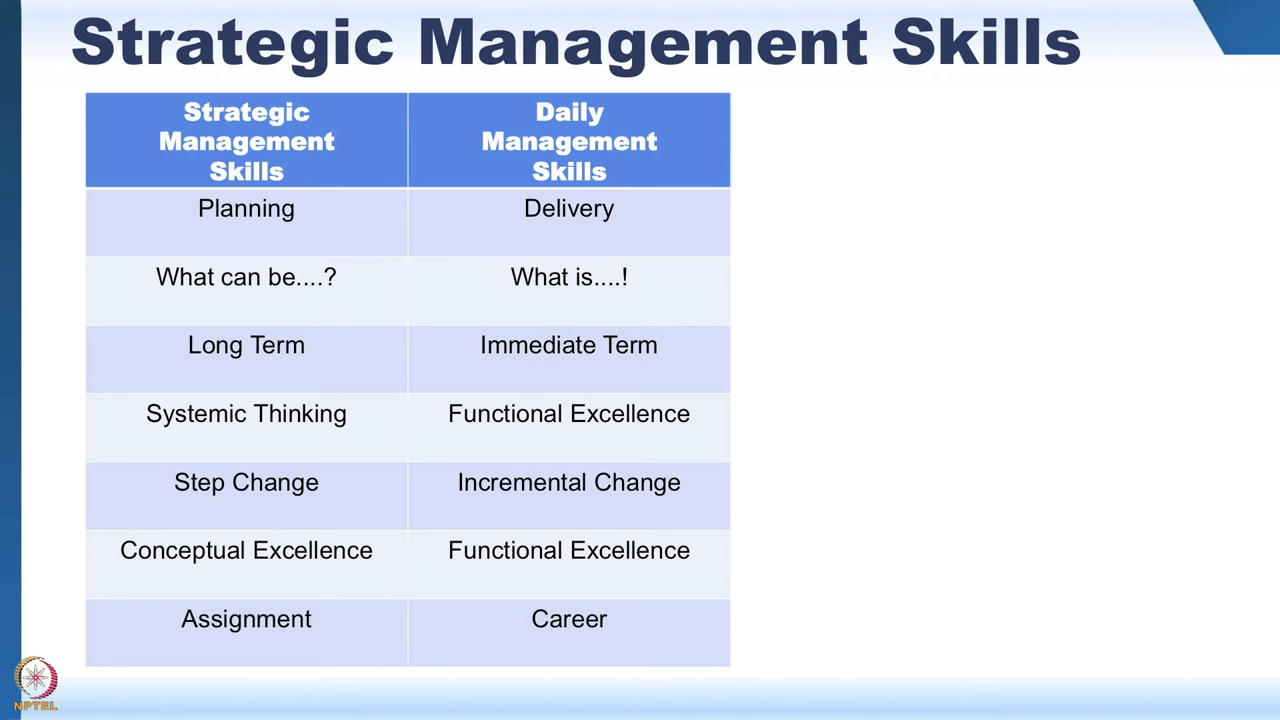 Strategic Management Skills
Strategic
Management
Skills
Daily
Management
Skills
Planning
Delivery
What can be....?
What is....!
Long Term
Immediate Term
Systemic Thinking
Functional Excellence
Step Change
Incremental Change
Conceptual Excellence
Functional Excellence
Assignment
Career
NPTEL